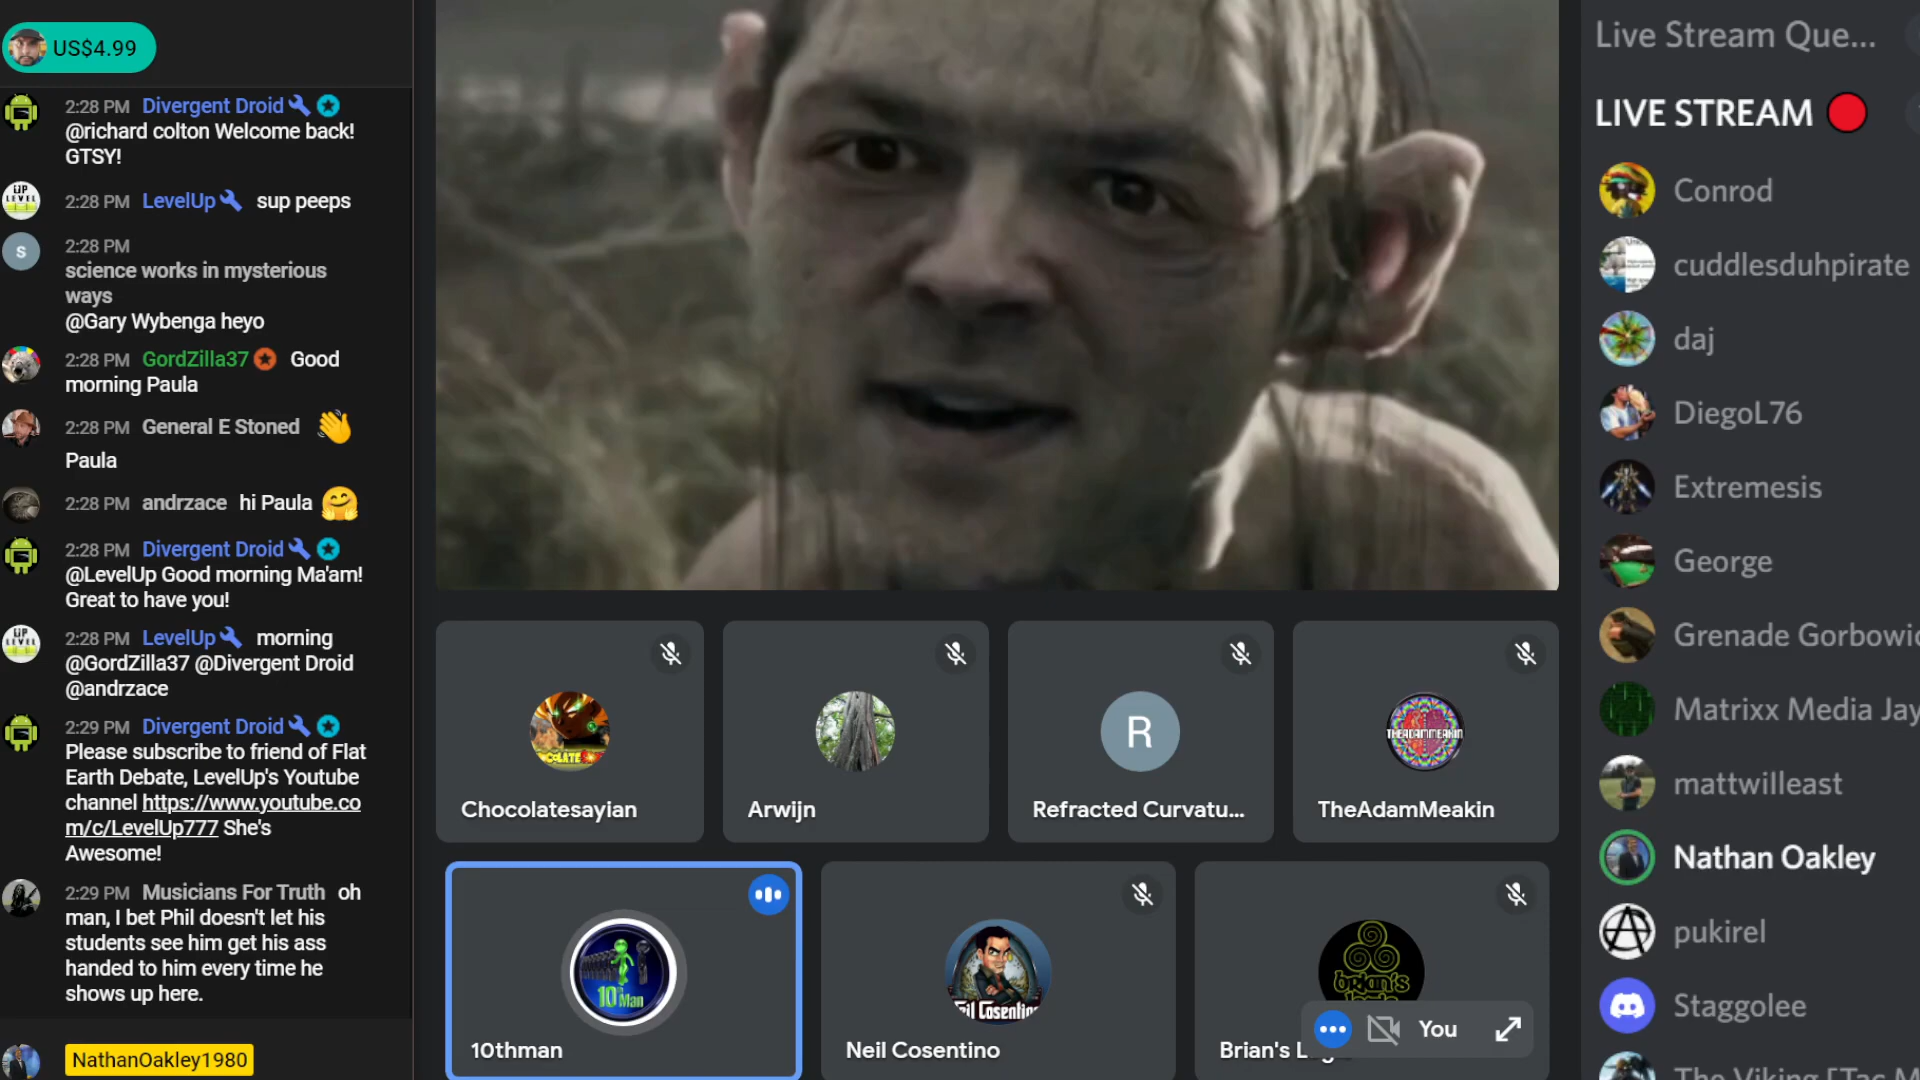 US$4.99
2:28 PM Divergent Droid
@richard colton Welcome back!
GTSY!
2:28 PM LevelUp sup peeps
S
2:28 PM
science works in mysterious
ways
@Gary Wybenga heyo
2:28 PM GordZilla37 Good
morning Paula
2:28 PM General E Stoned
Paula
2:28 PM andrzace hi Paula
2:28 PM Divergent Droid
@LevelUp Good morning Ma'am!
Great to have you!
2:28 PM LevelUp morning
@GordZilla37 @Divergent Droid
@andrzace
2:29 PM Divergent Droid
Please subscribe to friend of Flat
Earth Debate, LevelUp's Youtube
channel https://www.youtube.co
m/c/LevelUp777 She's
Awesome!
2:29 PM Musicians For Truth oh
man, I bet Phil doesn't let his
students see him get his ass
handed to him every time he
shows up here.
NathanOakley1980
Chocolatesayian
Arwijn
R
Refracted Curvatu...
THEADAMMEAKIN
TheAdamMeakin
10th Man
10thman
Neil Cosentino
Brian's
You
Live Stream Que...
LIVE STREAM
Conrod
cuddlesduhpirate
daj
DiegoL76
Extremesis
George
Grenade Gorbowic
Matrixx Media Jay
mattwilleast
Nathan Oakley
pukirel
Staggolee
The Viking [Tac M